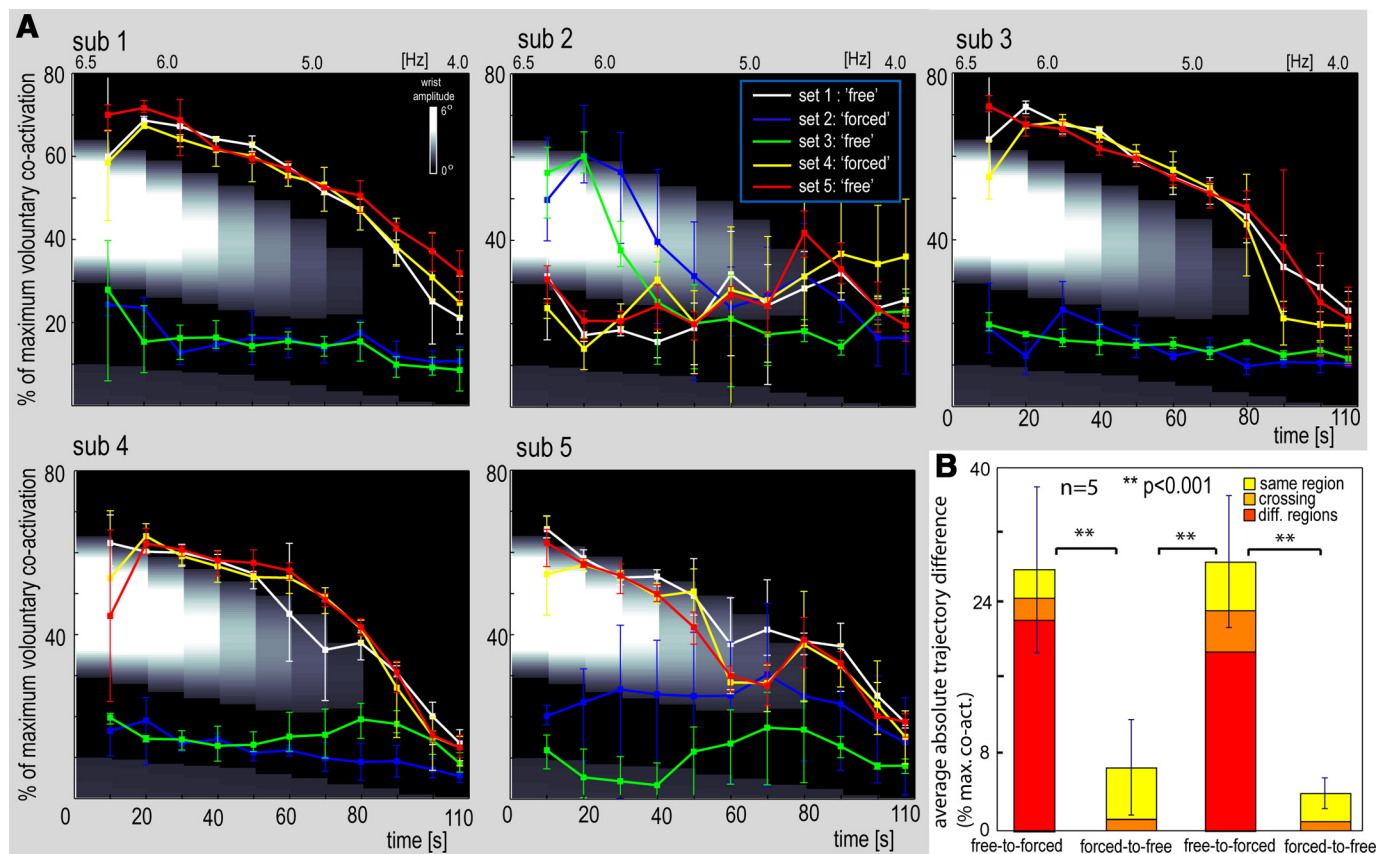 A
sub 1
6.5 6.0 5.0 [Hz] 4.0
80
60
40
20
% of maximum volountary co-activation
wrist
amplitude
6°
0°
sub 2
6.0 5.0 [Hz] 4.0
80
40
set 1 : 'free'
set 2: 'forced'
set 3: 'free'
set 4: 'forced'
set 5: 'free'
sub 3
6.5 6.0 5.0 [Hz] 4.0
80
40
0 20 40 60 80 110
time [s]
sub 4
80
40
% of maximum volountary co-activation
0 20 40 60 80 110
time [s]
sub 5
80
40
0 20 40 60 80 110
time [s]
B
40
24
8
0
average absolute trajectory difference
(% max. co-act.)
n=5 ** p<0.001
same region
crossing
diff. regions
** ** **
free-to-forced forced-to-free free-to-forced forced-to-free